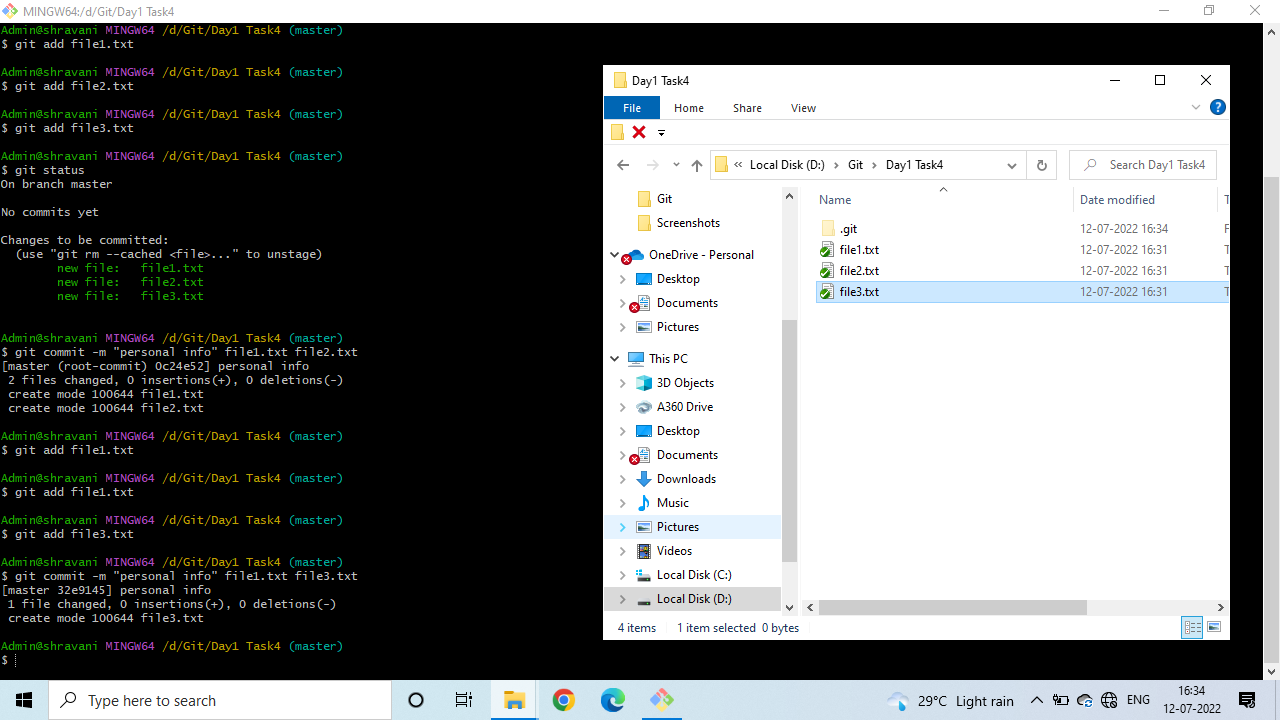 MINGW64:/d/Git/Day1 Task4
Admin@shravani MINGW64 /d/Git/Day1 Task4 (master)
$ git add file1.txt
Admin@shravani MINGW64 /d/Git/Day1 Task4 (master)
$ git add file2.txt
Admin@shravani MINGW64 /d/Git/Day1 Task4 (master)
$ git add file3.txt
Admin@shravani MINGW64 /d/Git/Day1 Task4 (master)
$ git status
On branch master
No commits yet
Changes to be committed:
(use "git rm --cached <file>..." to unstage)
new file:   file1.txt
new file:   file2.txt
new file:   file3.txt
Admin@shravani MINGW64 /d/Git/Day1 Task4 (master)
$ git commit -m "personal info" file1.txt file2.txt
[master (root-commit) 0c24e52] personal info
2 files changed, 0 insertions(+), 0 deletions(-)
create mode 100644 file1.txt
create mode 100644 file2.txt
Admin@shravani MINGW64 /d/Git/Day1 Task4 (master)
$ git add file1.txt
Admin@shravani MINGW64 /d/Git/Day1 Task4 (master)
$ git add file1.txt
Admin@shravani MINGW64 /d/Git/Day1 Task4 (master)
$ git add file3.txt
Admin@shravani MINGW64 /d/Git/Day1 Task4 (master)
$ git commit -m "personal info" file1.txt file3.txt
[master 32e9145] personal info
1 file changed, 0 insertions(+), 0 deletions(-)
create mode 100644 file3.txt
Admin@shravani MINGW64 /d/Git/Day1 Task4 (master)
$
Day1 Task4
File Home Share View
« Local Disk (D:) › Git › Day1 Task4
Search Day1 Task4
Git
Screenshots
OneDrive - Personal
Desktop
Documents
Pictures
This PC
3D Objects
A360 Drive
Desktop
Documents
Downloads
Music
Pictures
Videos
Local Disk (C:)
Local Disk (D:)
Name Date modified T
.git 12-07-2022 16:34 F
file1.txt 12-07-2022 16:31 T
file2.txt 12-07-2022 16:31 T
file3.txt 12-07-2022 16:31 T
4 items 1 item selected 0 bytes
Type here to search
29°C Light rain
ENG
16:34
12-07-2022